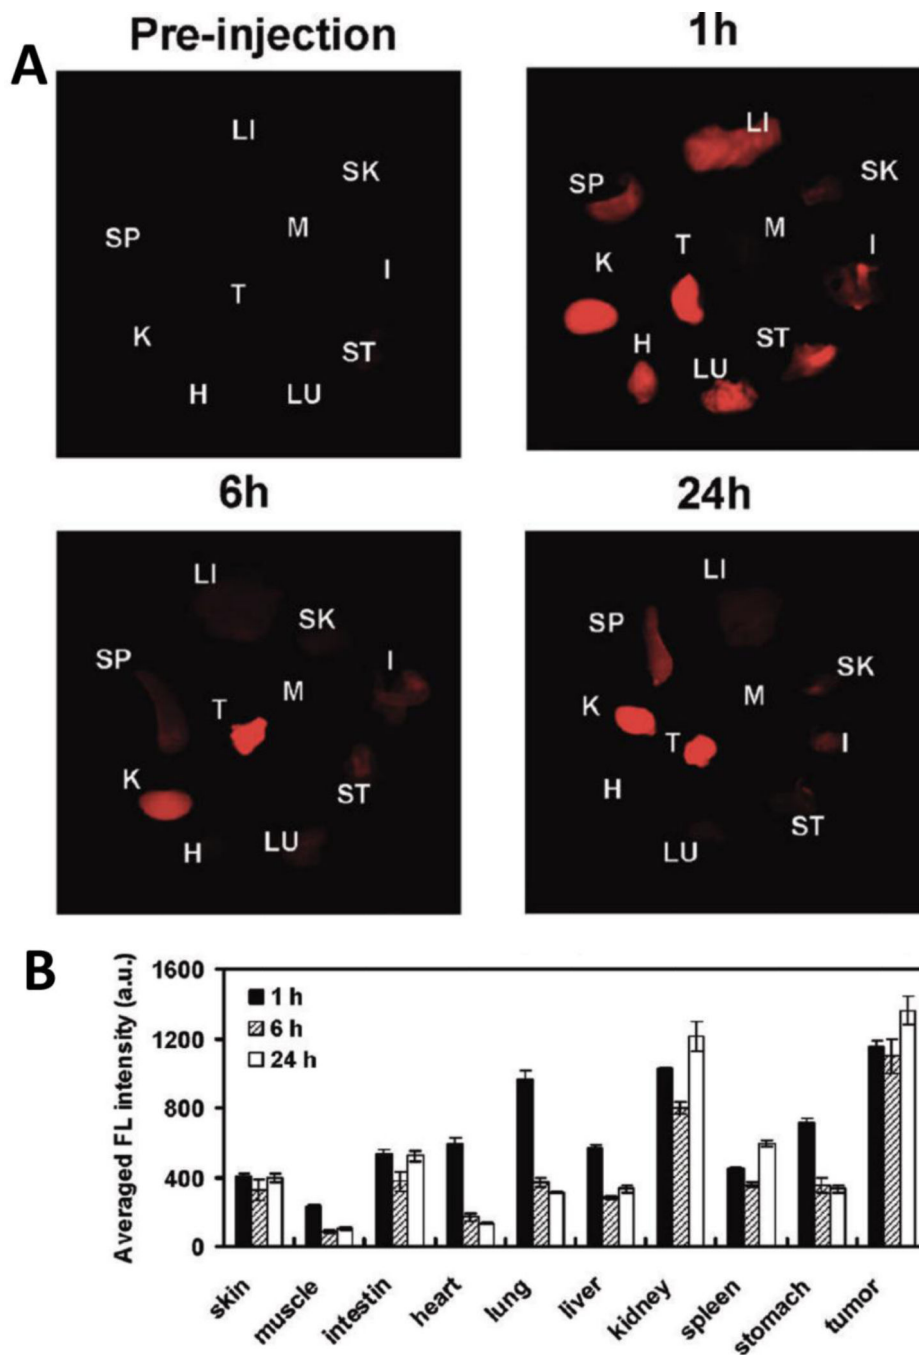 Pre-injection
1h
A
LI
SK
SP
M
I
T
K
ST
H
LU
LI
SP
SK
M
T
I
K
H
ST
LU
6h
24h
LI
SK
SP
I
M
T
K
ST
H
LU
LI
SP
SK
M
K
T
I
H
ST
LU
B
Averaged FL intensity (a.u.)
1600
1200
800
400
0
1 h
6 h
24 h
skin
muscle
intestin
heart
lung
liver
kidney
spleen
stomach
tumor